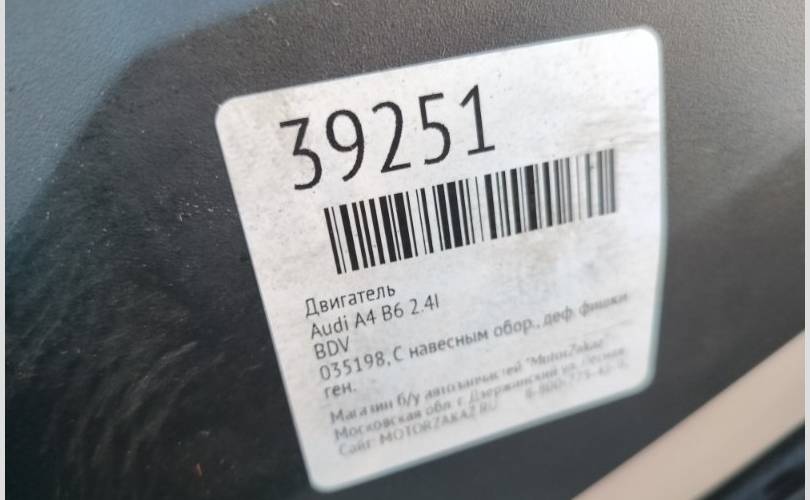 39251
Двигатель
Audi A4 B6 2.4l
BDV
035198, С навесным обор., деф. фишки
ген.
Магазин б/у автозапчастей "MotorZakaz"
Московская обл. г. Дзержинский ул. Лесная
Сайт: MOTORZAKAZ.RU